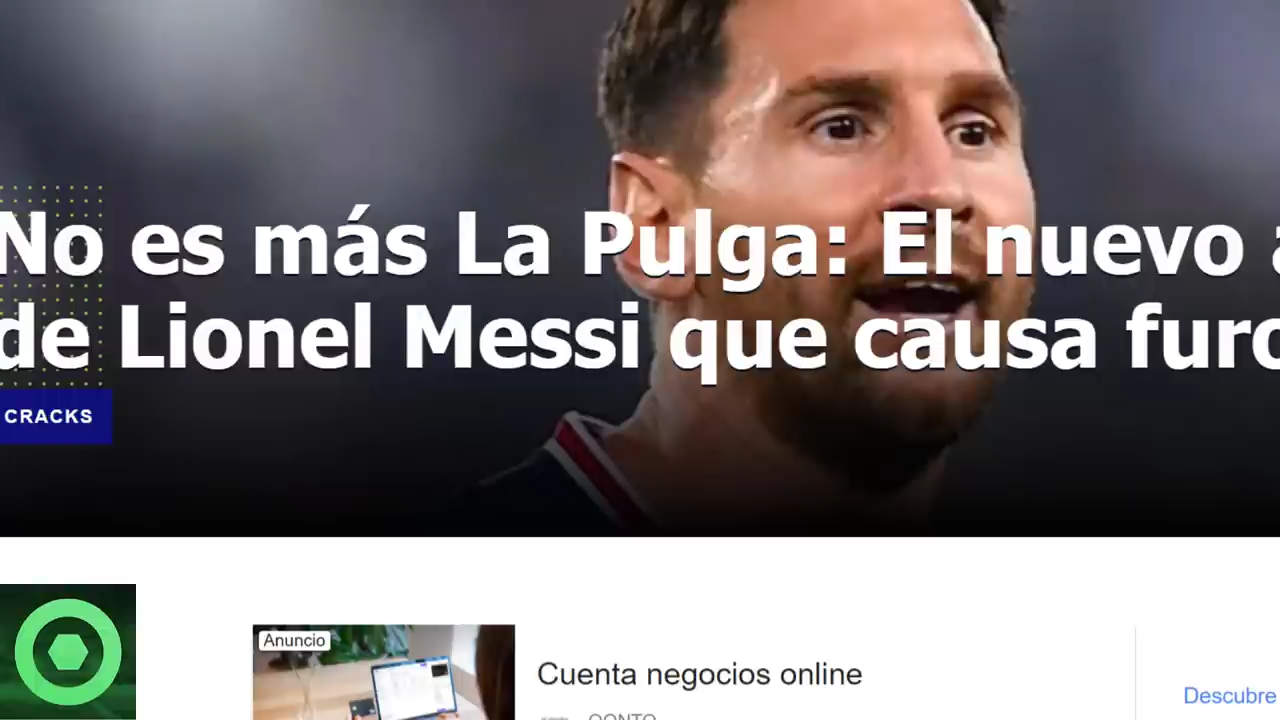 No es más La Pulga: El nuevo
de Lionel Messi que causa
CRACKS
Anuncio
Cuenta negocios online
Descubre